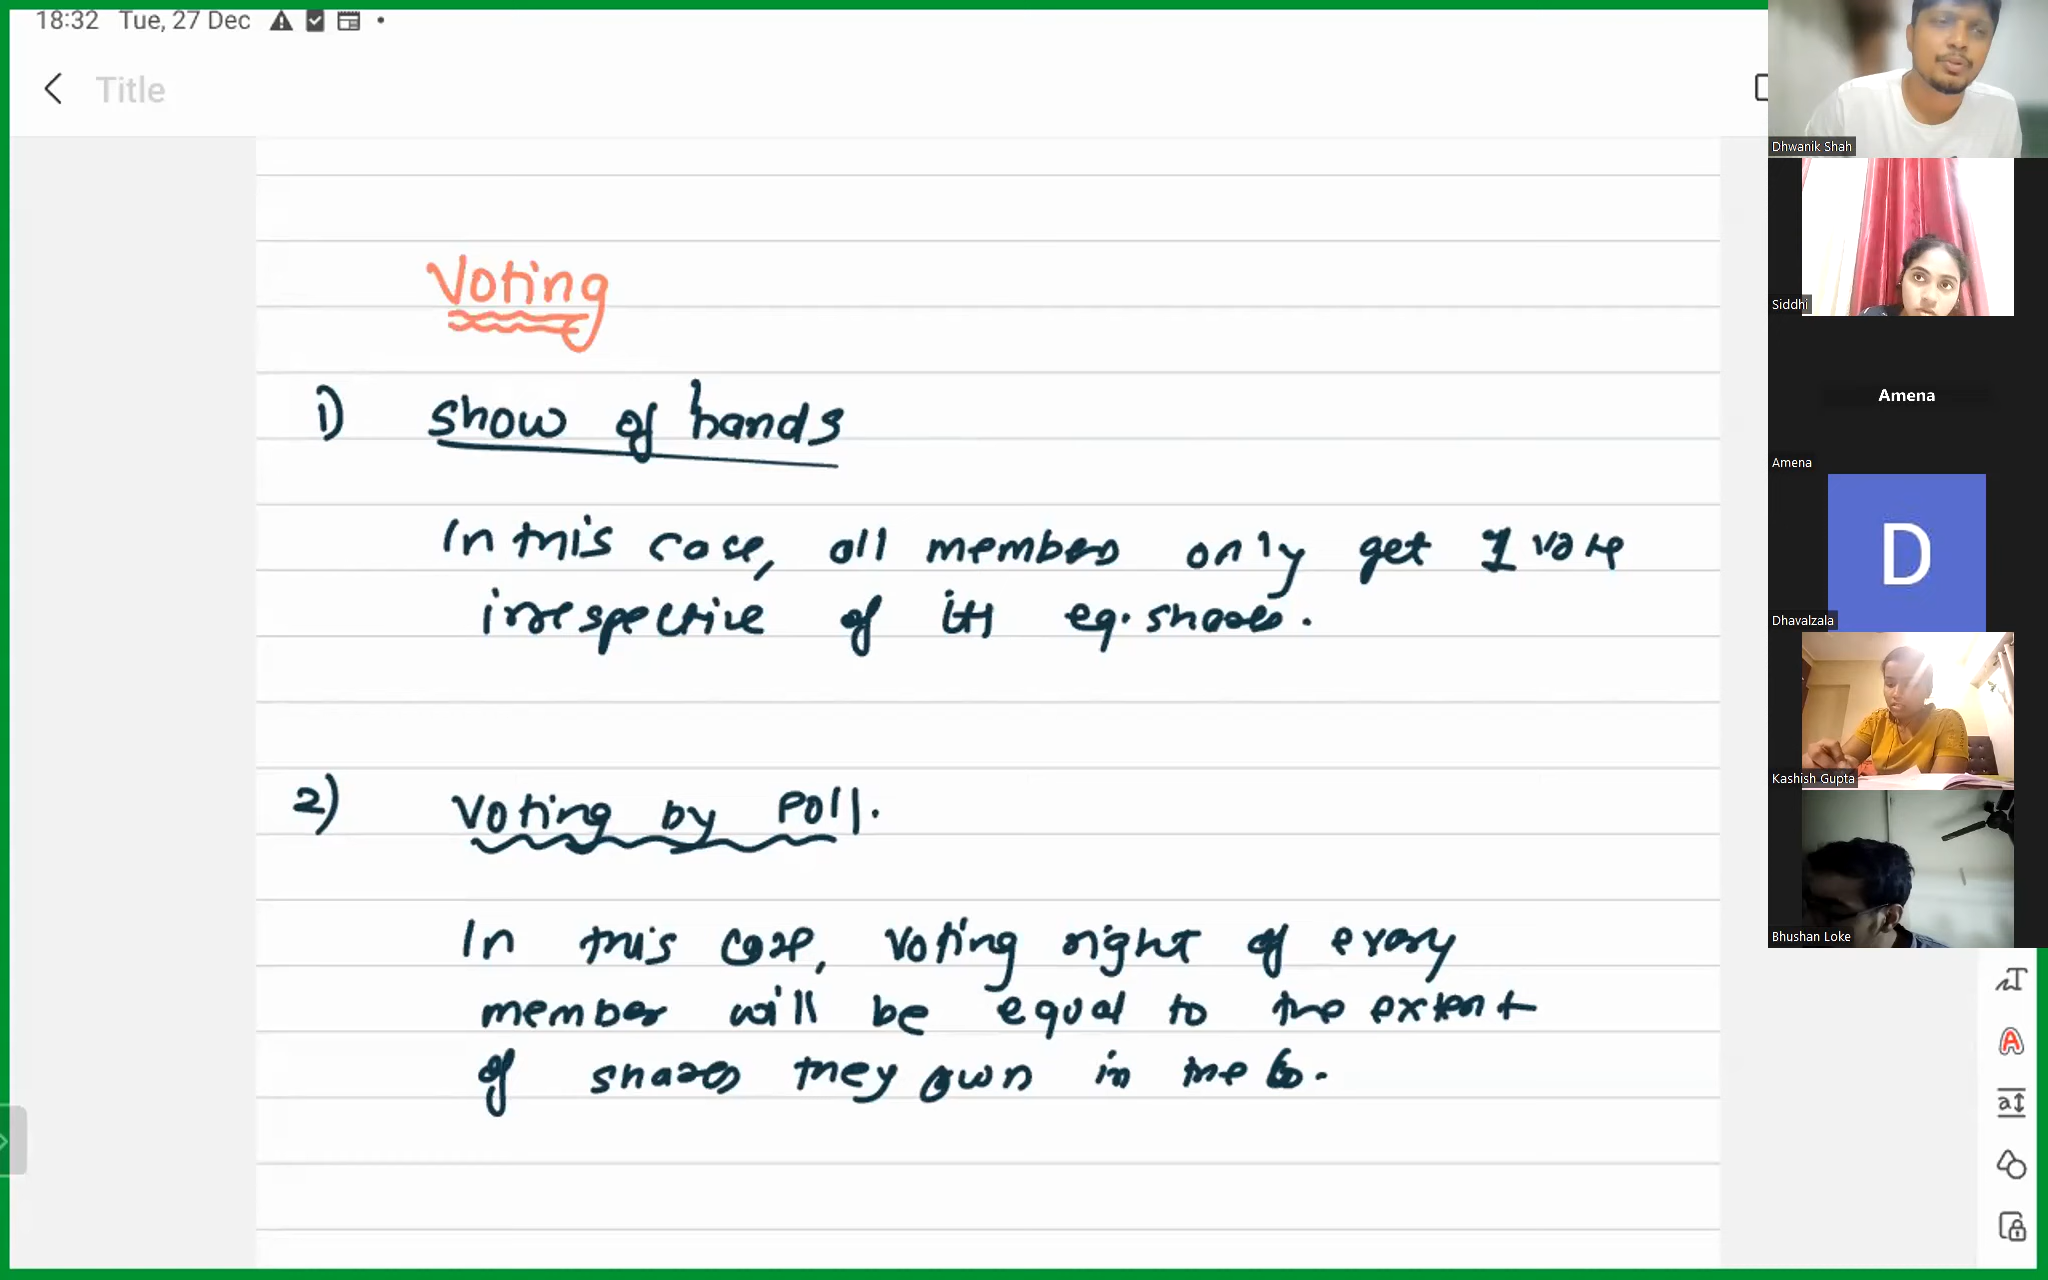 18:32 Tue, 27 Dec
Title
Voting
1) Show of hands
In this case, all members only get 1 vote
irrespective of its eq. shares.
2) Voting by Poll.
In this case, voting right of every
member will be equal to the extent
of shares they own in the Co.
Dhwanik Shah
Siddhi
Amena
Amena
D
Dhavalzala
Kashish Gupta
Bhushan Loke